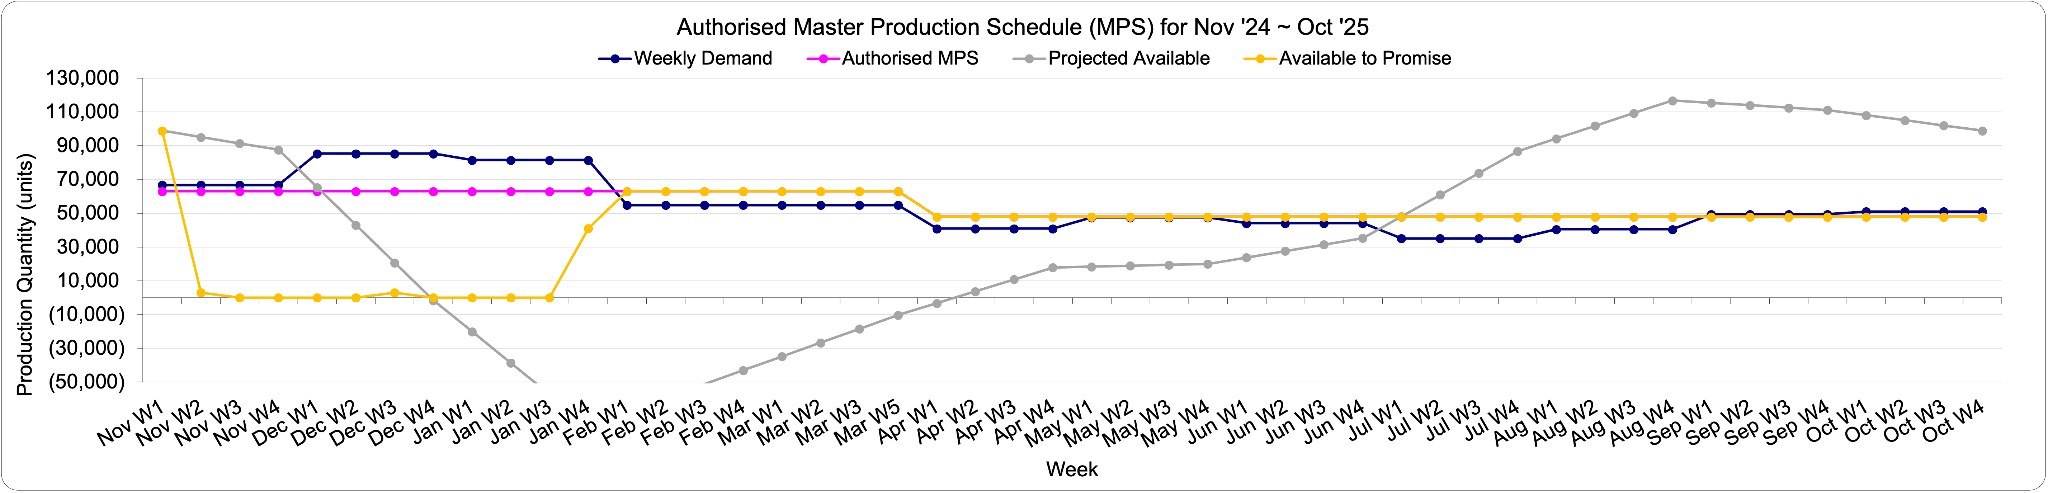 Authorised Master Production Schedule (MPS) for Nov '24 ~ Oct '25
Weekly Demand
Authorised MPS
Projected Available
Available to Promise
Production Quantity (units)
130,000
110,000
90,000
70,000
50,000
30,000
10,000
(10,000)
(30,000)
(50,000)
Nov W1
Nov W2
Nov W3
Nov W4
Dec W1
Dec W2
Dec W3
Dec W4
Jan W1
Jan W2
Jan W3
Jan W4
Feb W1
Feb W2
Feb W3
Feb W4
Mar W1
Mar W2
Mar W3
Mar W5
Apr W1
Apr W2
Apr W3
Apr W4
May W1
May W2
May W3
May W4
Jun W1
Jun W2
Jun W3
Jun W4
Jul W1
Jul W2
Jul W3
Jul W4
Aug W1
Aug W2
Aug W3
Aug W4
Sep W1
Sep W2
Sep W3
Sep W4
Oct W1
Oct W2
Oct W3
Oct W4
Week